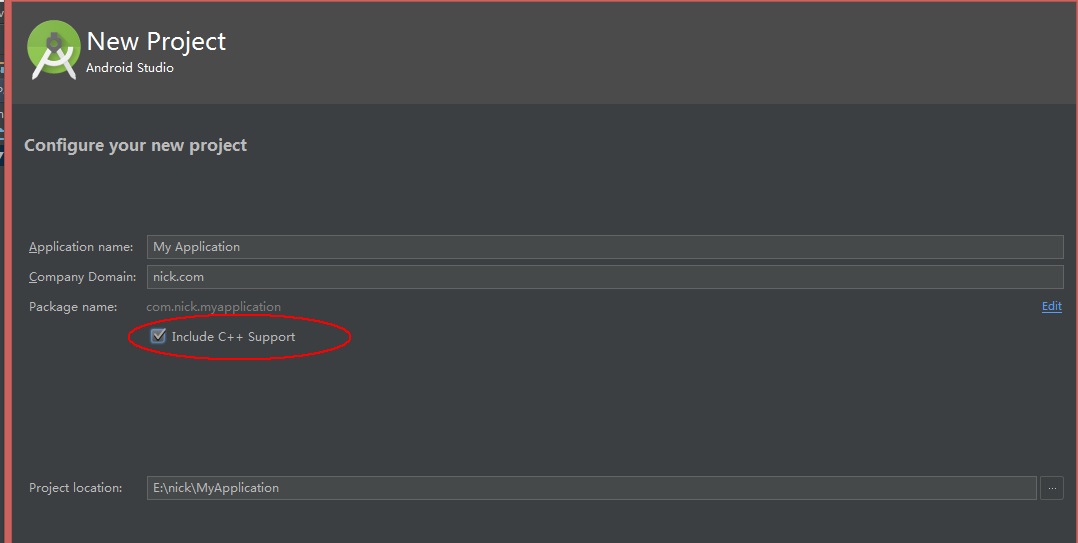 New Project
Android Studio
Configure your new project
Application name: My Application
Company Domain: nick.com
Package name: com.nick.myapplication Edit
Include C++ Support
Project location: E:\nick\MyApplication ...